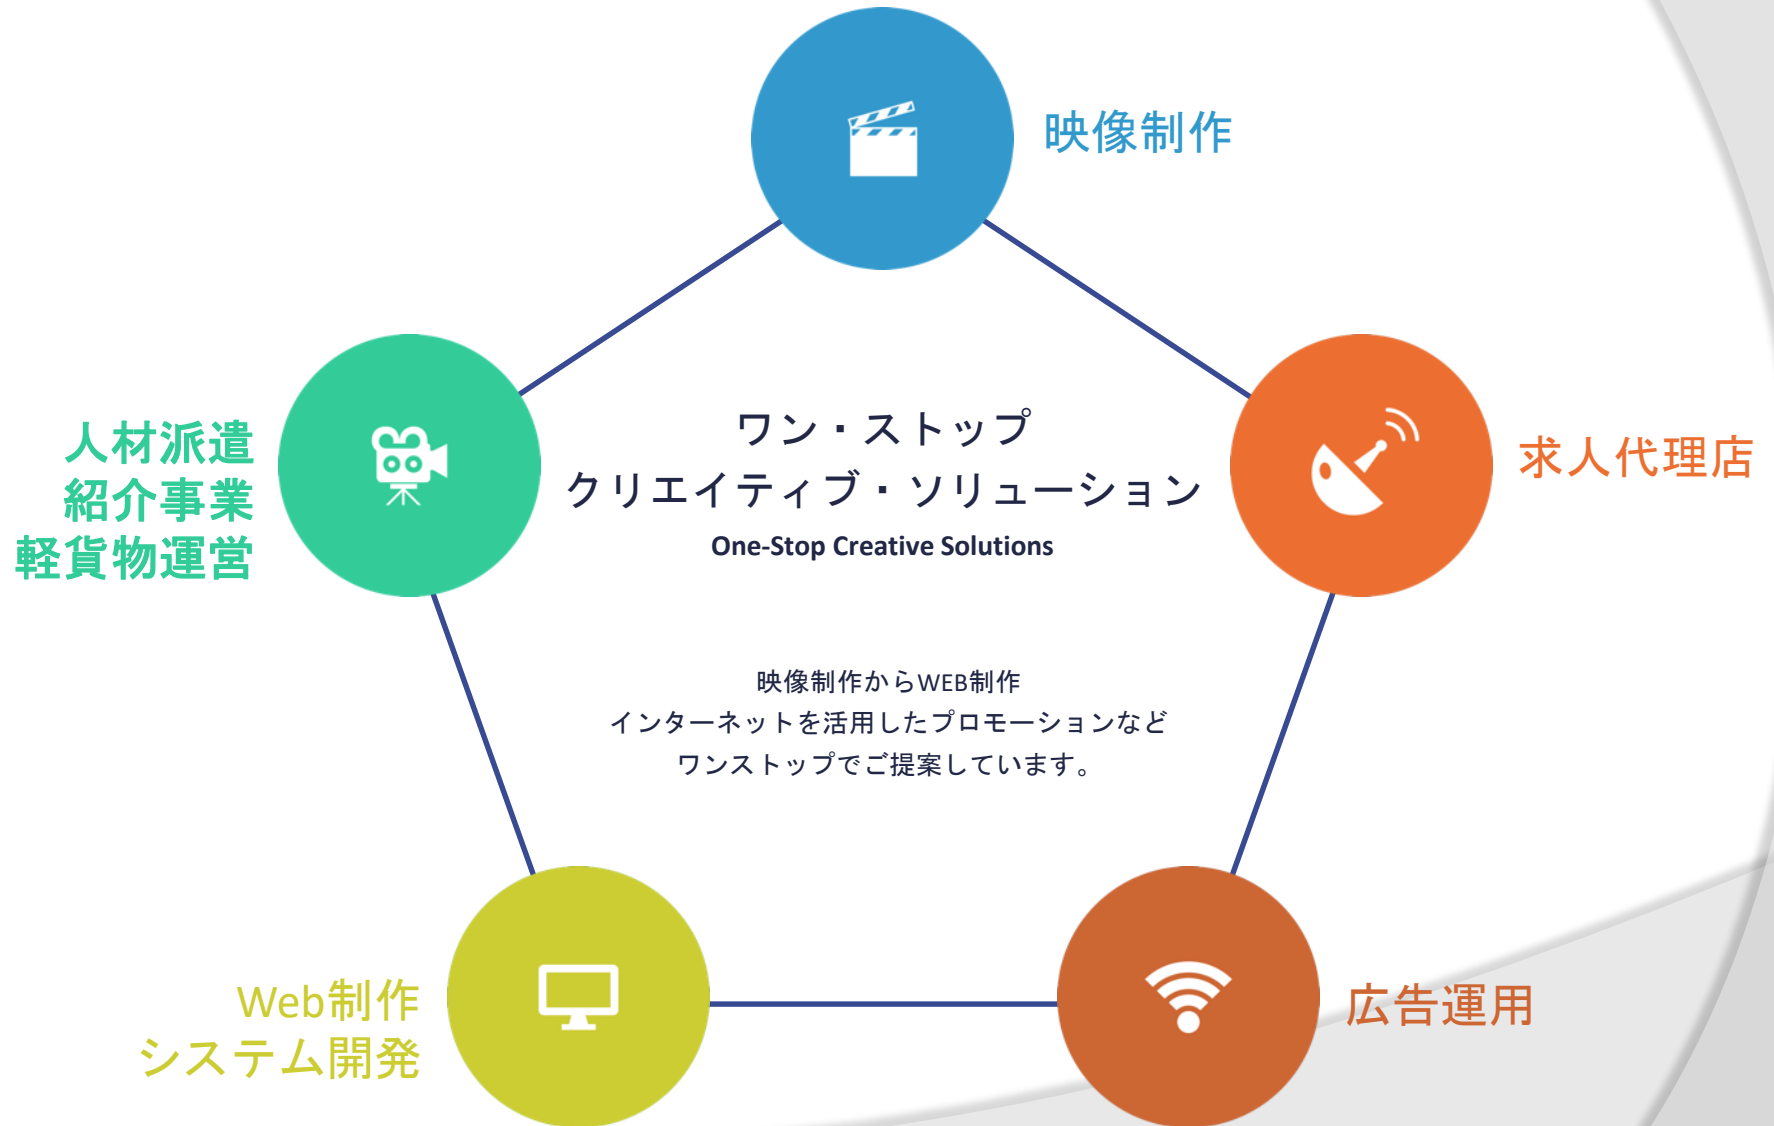 映像制作
人材派遣
紹介事業
軽貨物運営
ワン・ストップ
クリエイティブ・ソリューション
One-Stop Creative Solutions
求人代理店
映像制作からWEB制作
インターネットを活用したプロモーションなど
ワンストップでご提案しています。
Web制作
システム開発
広告運用